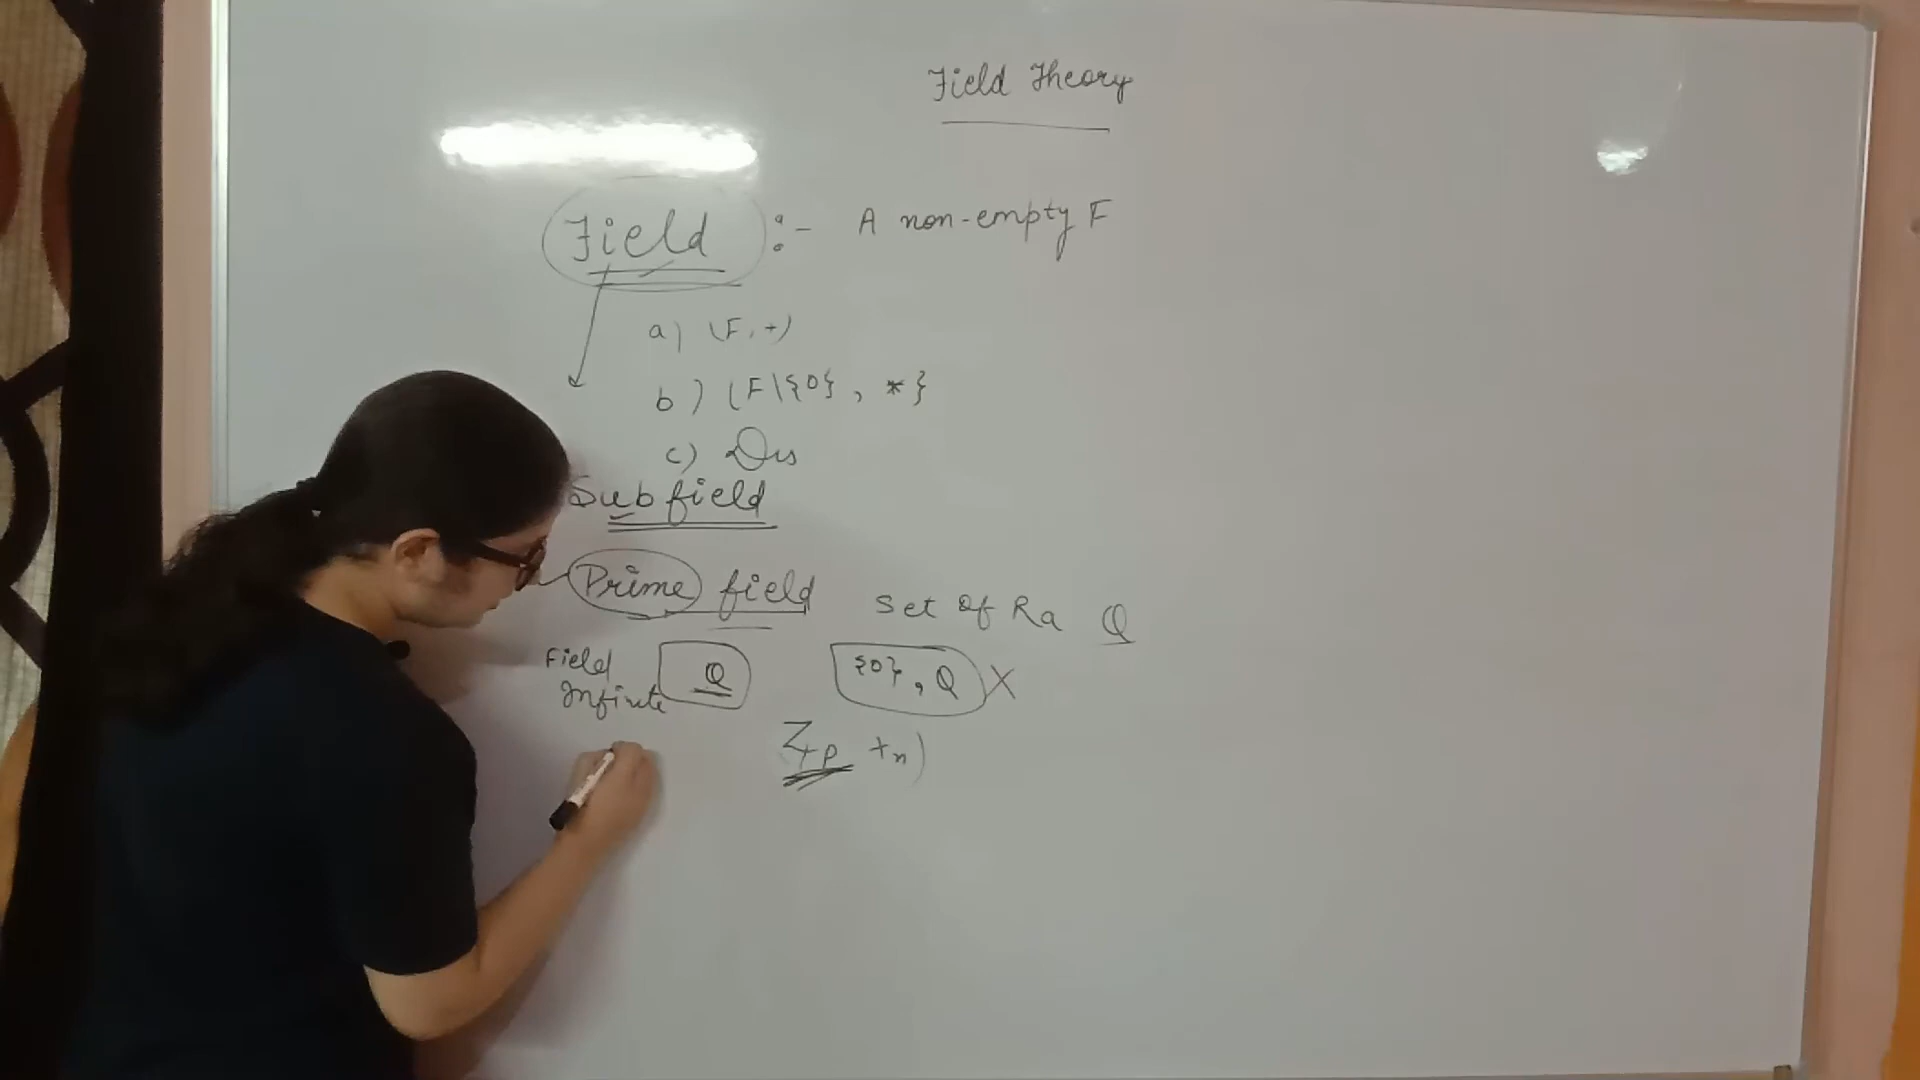 Field Theory
Field :- A non-empty F
a) (F, +)
b) (F\{0}, *}
c) Dis
Subfield
Prime field Set of Ra Q
Field Infinite Q {0}, Q X
Zp +n)